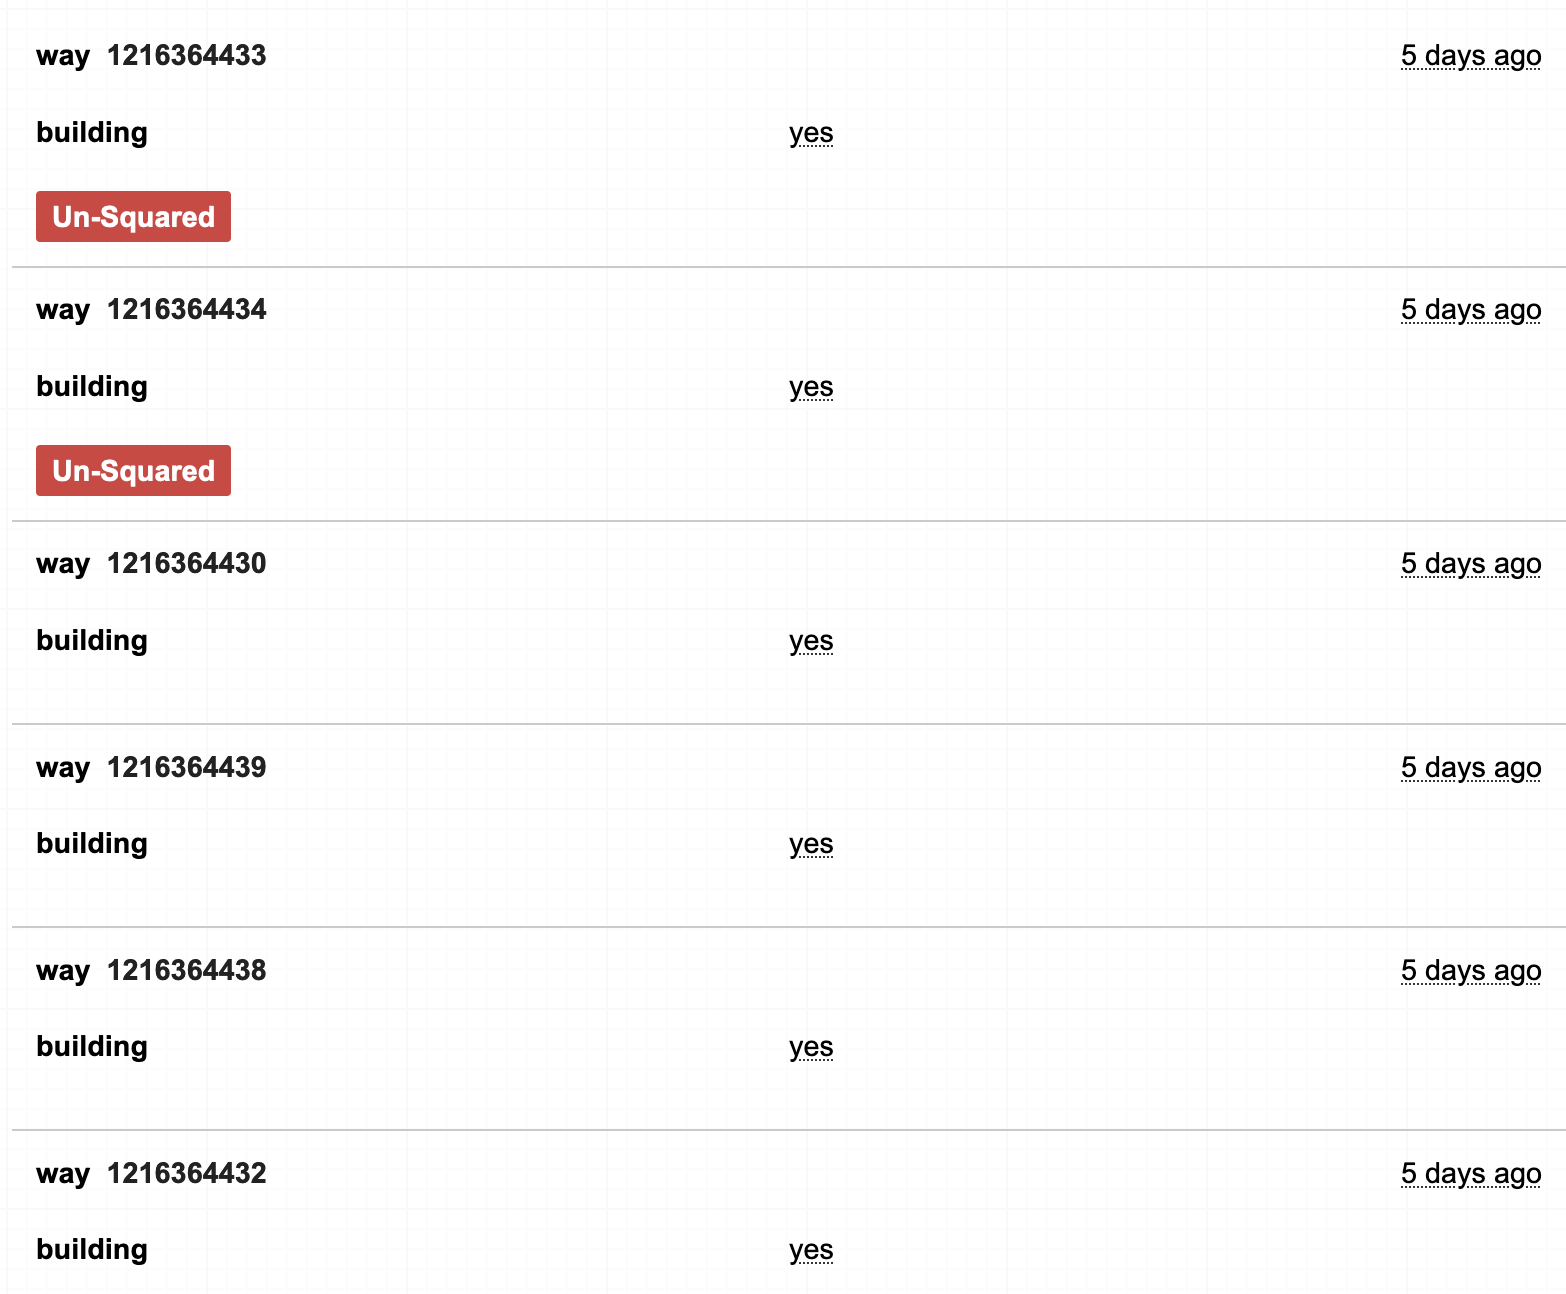 way 1216364433 5 days ago
building yes
Un-Squared
way 1216364434 5 days ago
building yes
Un-Squared
way 1216364430 5 days ago
building yes
way 1216364439 5 days ago
building yes
way 1216364438 5 days ago
building yes
way 1216364432 5 days ago
building yes